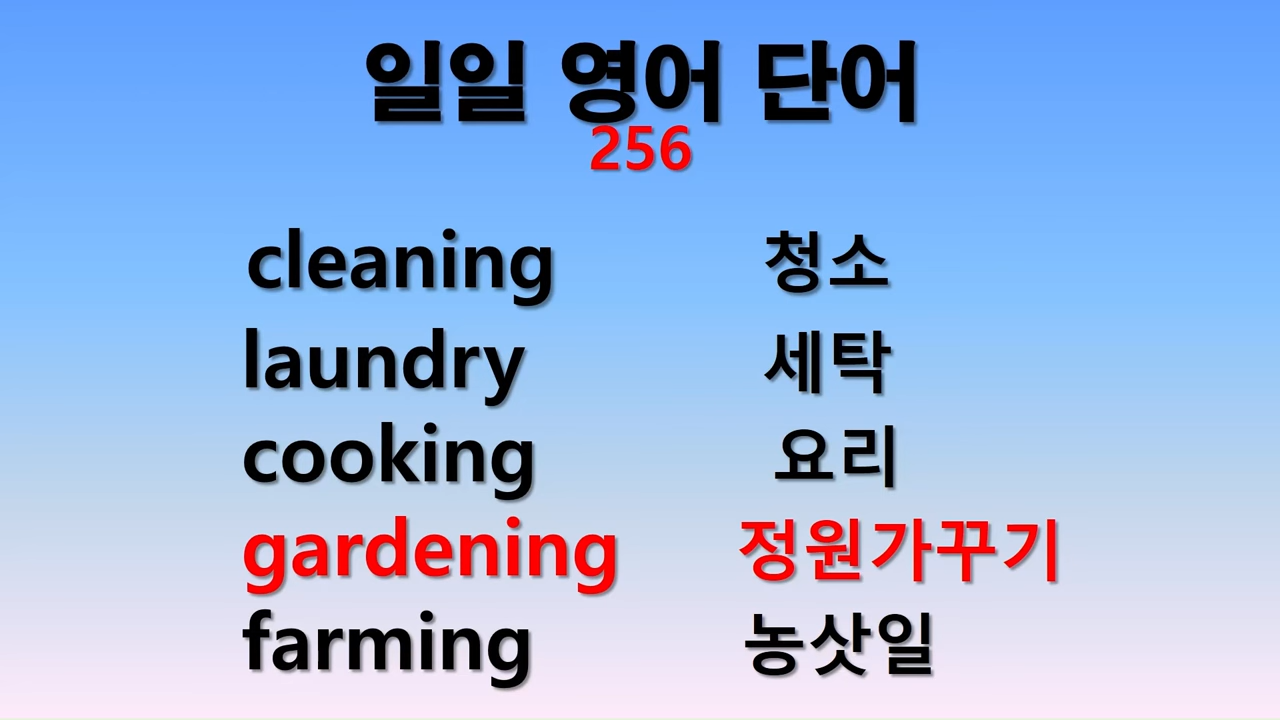 일일 영어 단어
256
cleaning 청소
laundry 세탁
cooking 요리
gardening 정원가꾸기
farming 농삿일